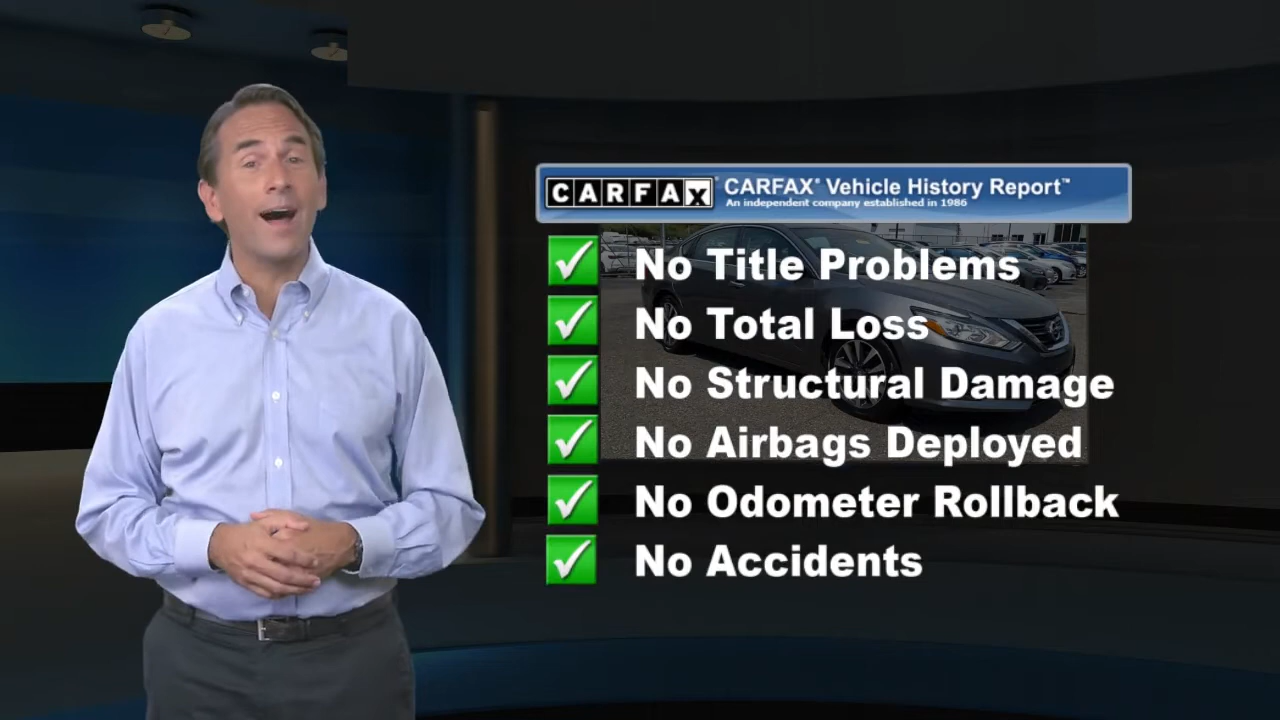 CARFAX® CARFAX® Vehicle History Report™
An independent company established in 1986
No Title Problems
No Total Loss
No Structural Damage
No Airbags Deployed
No Odometer Rollback
No Accidents